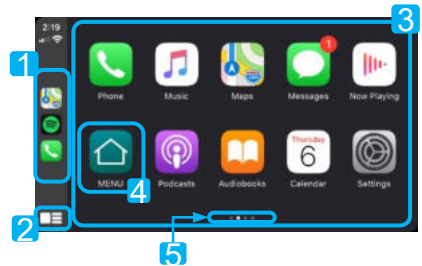 2:19
1
3
1
Phone Music Maps Messages Now Playing
Thursday
6
MENU Podcasts Audiobooks Calendar Settings
4
2
5